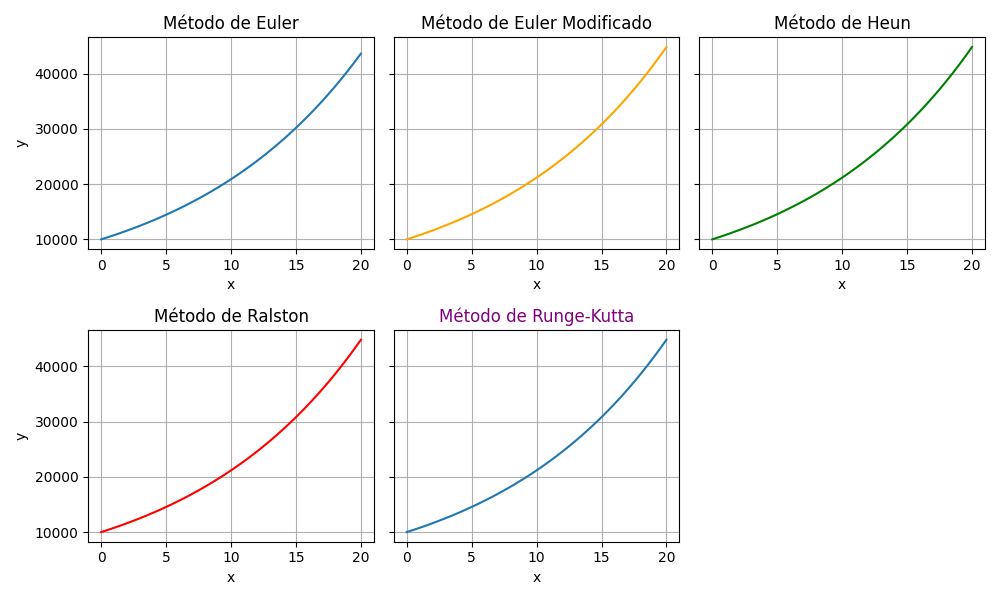 Método de Euler
Método de Euler Modificado
Método de Heun
y
40000
30000
20000
10000
0 5 10 15 20
x
0 5 10 15 20
x
0 5 10 15 20
x
Método de Ralston
Método de Runge-Kutta
y
40000
30000
20000
10000
0 5 10 15 20
x
0 5 10 15 20
x